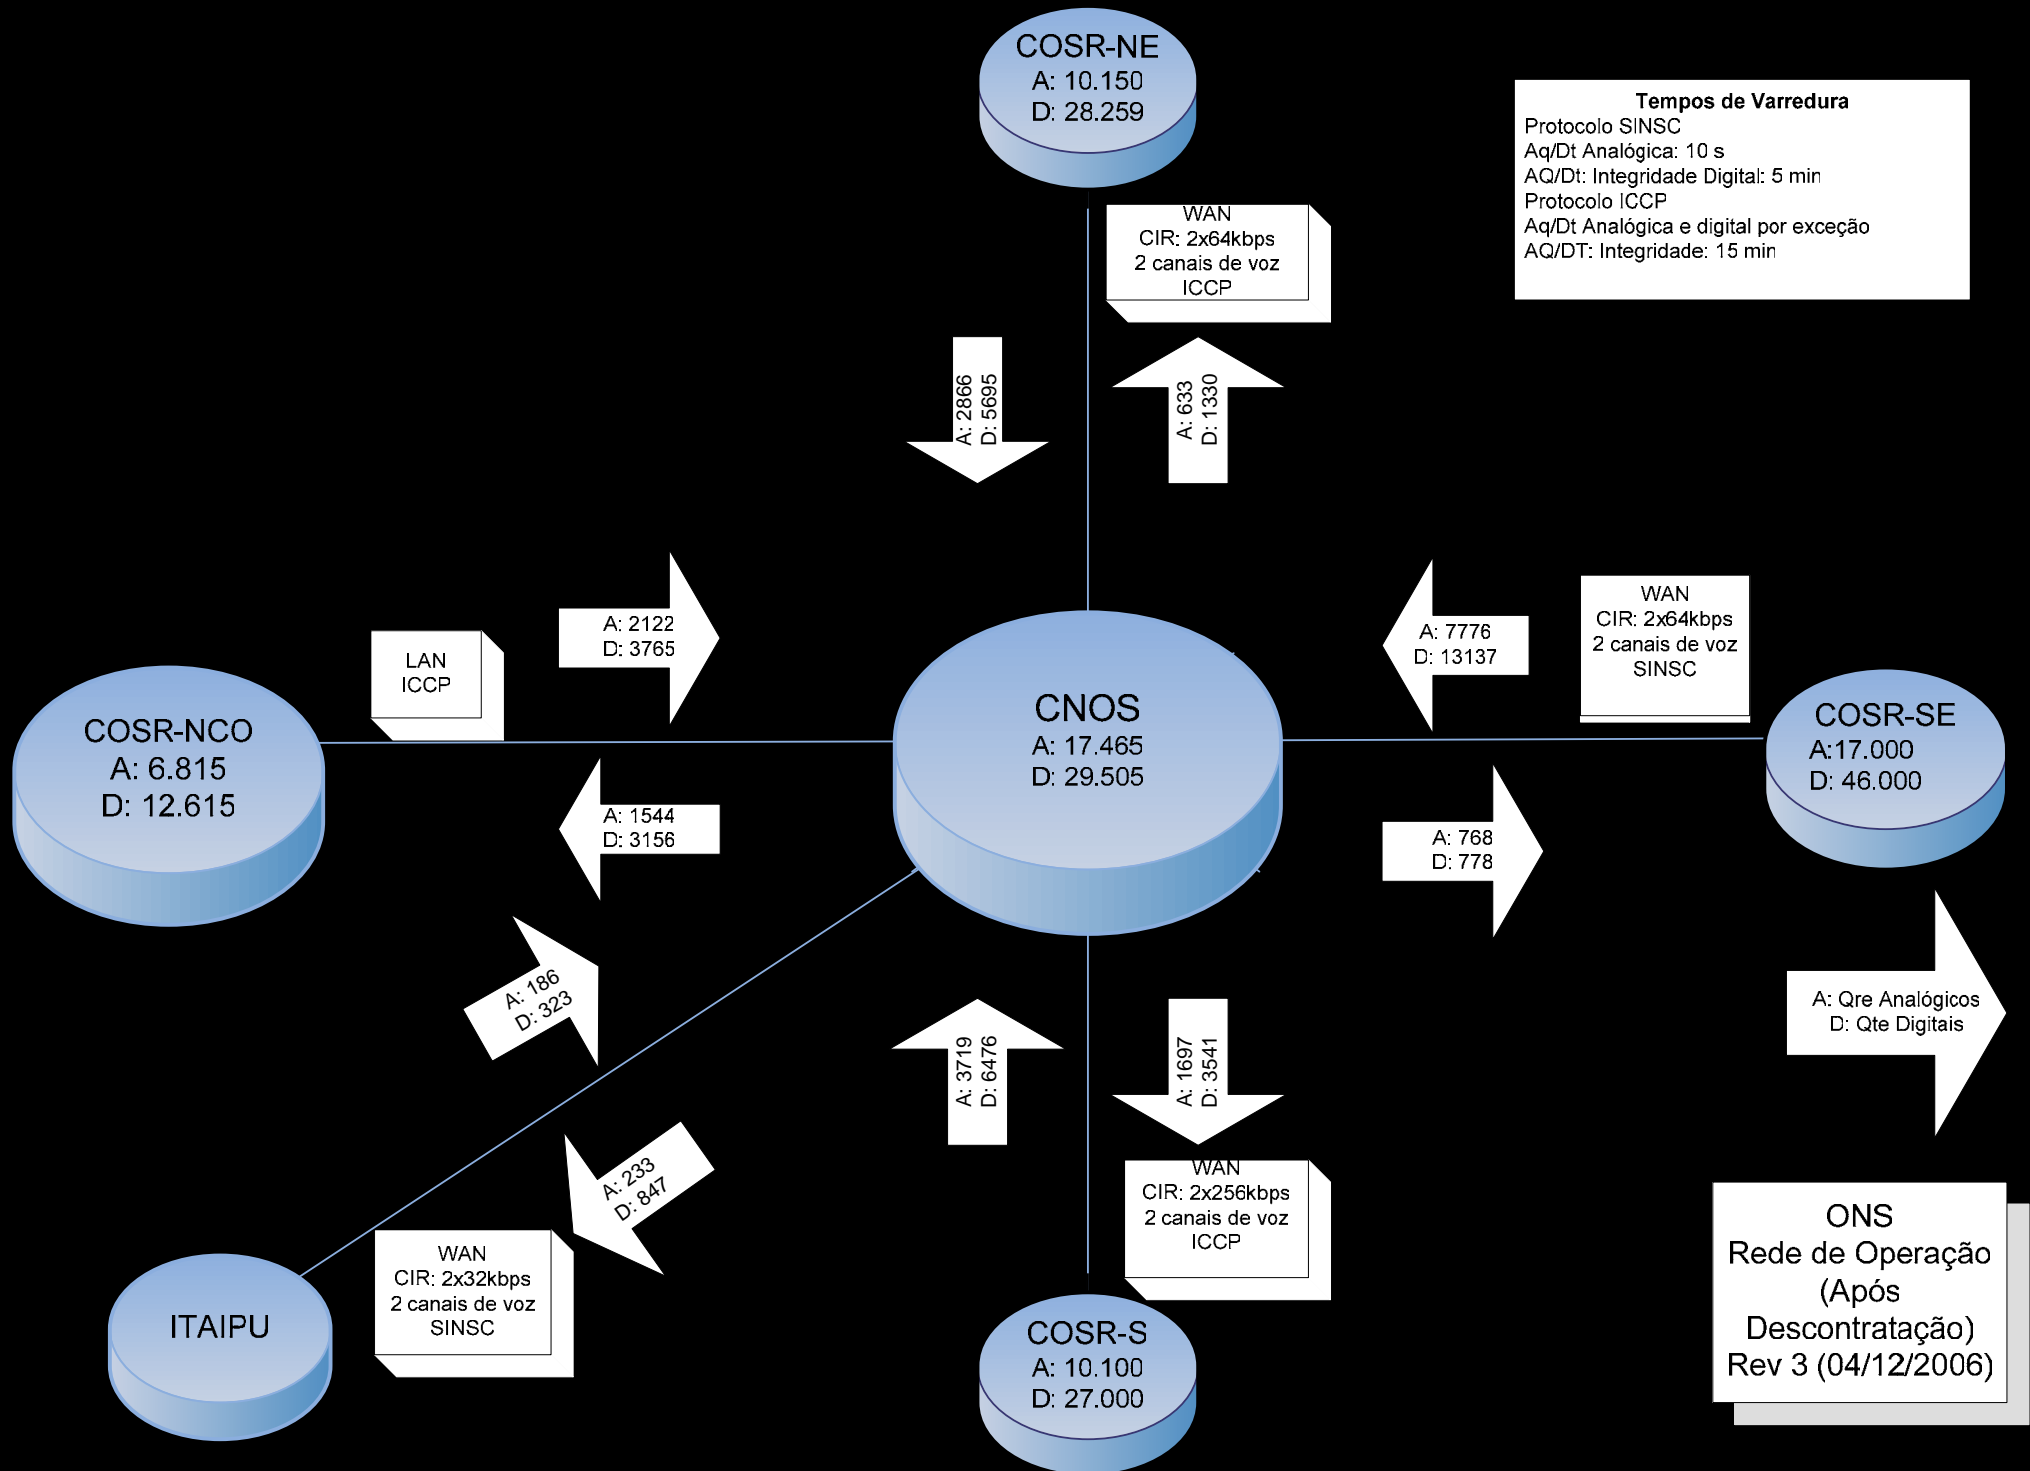 COSR-NE
A: 10.150
D: 28.259
Tempos de Varredura
Protocolo SINSC
Aq/Dt Analógica: 10 s
AQ/Dt: Integridade Digital: 5 min
Protocolo ICCP
Aq/Dt Analógica e digital por exceção
AQ/DT: Integridade: 15 min
WAN
CIR: 2x64kbps
2 canais de voz
ICCP
A: 2866
D: 5695
A: 633
D: 1330
A: 2122
D: 3765
LAN
ICCP
A: 7776
D: 13137
WAN
CIR: 2x64kbps
2 canais de voz
SINSC
COSR-NCO
A: 6.815
D: 12.615
CNOS
A: 17.465
D: 29.505
COSR-SE
A:17.000
D: 46.000
A: 1544
D: 3156
A: 768
D: 778
A: 186
D: 323
A: 3719
D: 6476
A: 1697
D: 3541
A: Qre Analógicos
D: Qte Digitais
A: 233
D: 847
WAN
CIR: 2x256kbps
2 canais de voz
ICCP
WAN
CIR: 2x32kbps
2 canais de voz
SINSC
ITAIPU
COSR-S
A: 10.100
D: 27.000
ONS
Rede de Operação
(Após
Descontratação)
Rev 3 (04/12/2006)